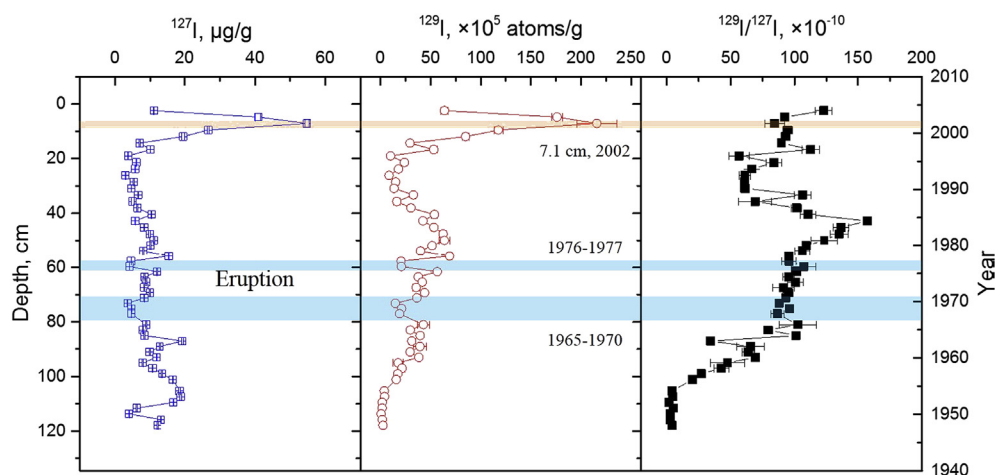 ¹²⁷I, μg/g
¹²⁹I, ×10⁵ atoms/g
¹²⁹I/¹²⁷I, ×10⁻¹⁰
0 20 40 60
0 50 100 150 200 250
0 50 100 150 200
Depth, cm
0
20
40
60
80
100
120
7.1 cm, 2002
1976-1977
Eruption
1965-1970
2010
2000
1990
1980
1970
1960
1950
1940
Year